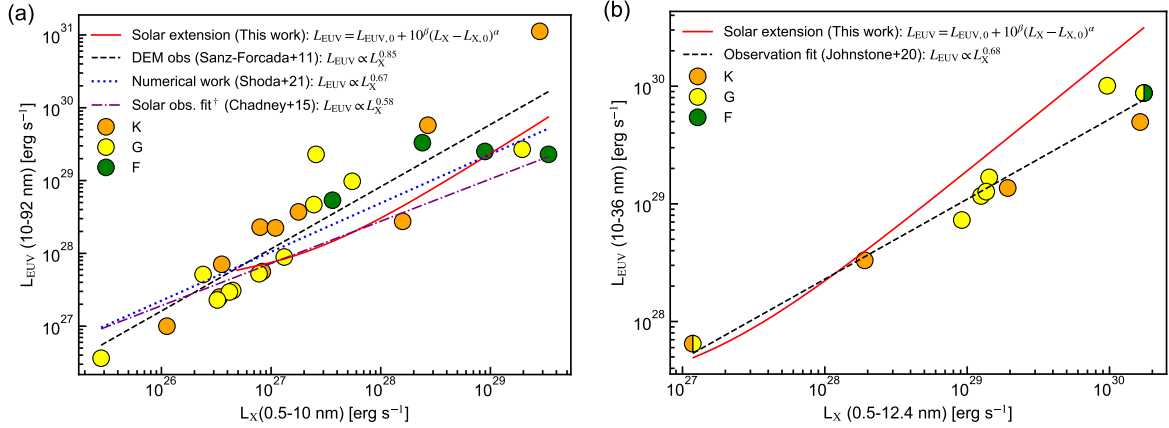 (a)
Solar extension (This work): L_EUV = L_EUV,0 + 10^β (L_X − L_X,0)^α
DEM obs (Sanz-Forcada+11): L_EUV ∝ L_X^0.85
Numerical work (Shoda+21): L_EUV ∝ L_X^0.67
Solar obs. fit† (Chadney+15): L_EUV ∝ L_X^0.58
K
G
F
10^31
10^30
10^29
10^28
10^27
L_EUV (10-92 nm) [erg s⁻¹]
10^26
10^27
10^28
10^29
L_X(0.5-10 nm) [erg s⁻¹]
(b)
Solar extension (This work): L_EUV = L_EUV,0 + 10^β (L_X − L_X,0)^α
Observation fit (Johnstone+20): L_EUV ∝ L_X^0.68
K
G
F
10^30
10^29
10^28
L_EUV (10-36 nm) [erg s⁻¹]
10^27
10^28
10^29
10^30
L_X (0.5-12.4 nm) [erg s⁻¹]